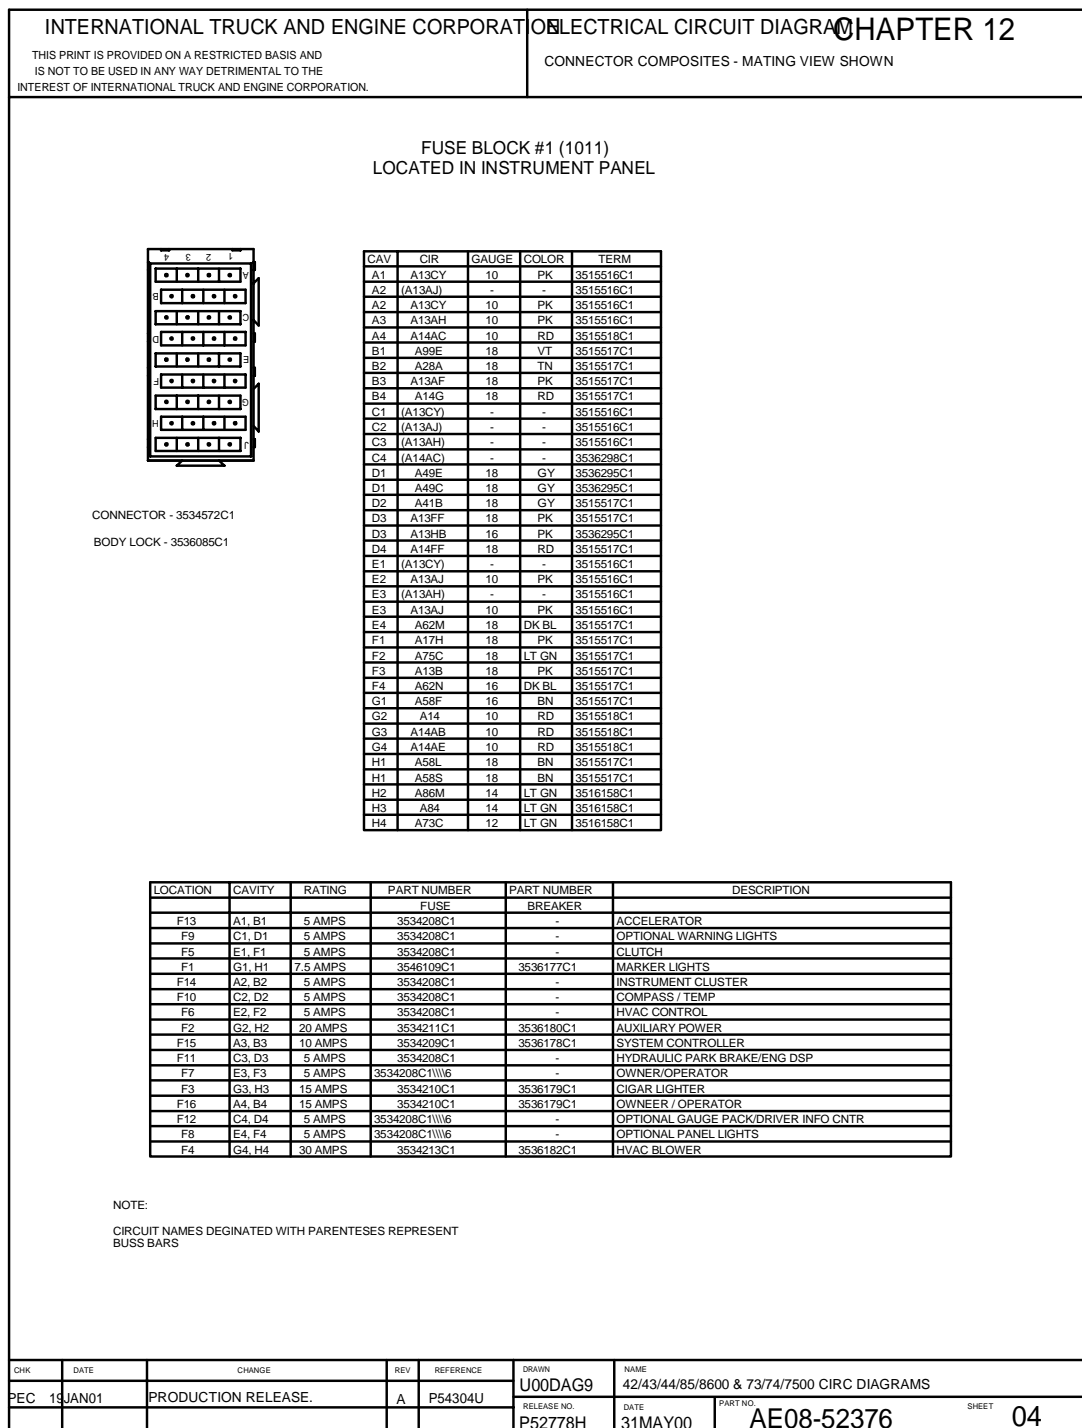 INTERNATIONAL TRUCK AND ENGINE CORPORATION
ELECTRICAL CIRCUIT DIAGRAM
CHAPTER 12
THIS PRINT IS PROVIDED ON A RESTRICTED BASIS AND
IS NOT TO BE USED IN ANY WAY DETRIMENTAL TO THE
INTEREST OF INTERNATIONAL TRUCK AND ENGINE CORPORATION.
CONNECTOR COMPOSITES - MATING VIEW SHOWN
FUSE BLOCK #1 (1011)
LOCATED IN INSTRUMENT PANEL
4 3 2 1
A
B
C
D
E
F
G
H
J
CONNECTOR - 3534572C1
BODY LOCK - 3536085C1
CAV CIR GAUGE COLOR TERM
A1 A13CY 10 PK 3515516C1
A2 (A13AJ) - - 3515516C1
A2 A13CY 10 PK 3515516C1
A3 A13AH 10 PK 3515516C1
A4 A14AC 10 RD 3515518C1
B1 A99E 18 VT 3515517C1
B2 A28A 18 TN 3515517C1
B3 A13AF 18 PK 3515517C1
B4 A14G 18 RD 3515517C1
C1 (A13CY) - - 3515516C1
C2 (A13AJ) - - 3515516C1
C3 (A13AH) - - 3515516C1
C4 (A14AC) - - 3536298C1
D1 A49E 18 GY 3536295C1
D1 A49C 18 GY 3536295C1
D2 A41B 18 GY 3515517C1
D3 A13FF 18 PK 3515517C1
D3 A13HB 16 PK 3536295C1
D4 A14FF 18 RD 3515517C1
E1 (A13CY) - - 3515516C1
E2 A13AJ 10 PK 3515516C1
E3 (A13AH) - - 3515516C1
E3 A13AJ 10 PK 3515516C1
E4 A62M 18 DK BL 3515517C1
F1 A17H 18 PK 3515517C1
F2 A75C 18 LT GN 3515517C1
F3 A13B 18 PK 3515517C1
F4 A62N 16 DK BL 3515517C1
G1 A58F 16 BN 3515517C1
G2 A14 10 RD 3515518C1
G3 A14AB 10 RD 3515518C1
G4 A14AE 10 RD 3515518C1
H1 A58L 18 BN 3515517C1
H1 A58S 18 BN 3515517C1
H2 A86M 14 LT GN 3516158C1
H3 A84 14 LT GN 3516158C1
H4 A73C 12 LT GN 3516158C1
LOCATION CAVITY RATING PART NUMBER PART NUMBER DESCRIPTION
FUSE BREAKER
F13 A1, B1 5 AMPS 3534208C1 - ACCELERATOR
F9 C1, D1 5 AMPS 3534208C1 - OPTIONAL WARNING LIGHTS
F5 E1, F1 5 AMPS 3534208C1 - CLUTCH
F1 G1, H1 7.5 AMPS 3546109C1 3536177C1 MARKER LIGHTS
F14 A2, B2 5 AMPS 3534208C1 - INSTRUMENT CLUSTER
F10 C2, D2 5 AMPS 3534208C1 - COMPASS / TEMP
F6 E2, F2 5 AMPS 3534208C1 - HVAC CONTROL
F2 G2, H2 20 AMPS 3534211C1 3536180C1 AUXILIARY POWER
F15 A3, B3 10 AMPS 3534209C1 3536178C1 SYSTEM CONTROLLER
F11 C3, D3 5 AMPS 3534208C1 - HYDRAULIC PARK BRAKE/ENG DSP
F7 E3, F3 5 AMPS 3534208C1\\\\6 - OWNER/OPERATOR
F3 G3, H3 15 AMPS 3534210C1 3536179C1 CIGAR LIGHTER
F16 A4, B4 15 AMPS 3534210C1 3536179C1 OWNEER / OPERATOR
F12 C4, D4 5 AMPS 3534208C1\\\\6 - OPTIONAL GAUGE PACK/DRIVER INFO CNTR
F8 E4, F4 5 AMPS 3534208C1\\\\6 - OPTIONAL PANEL LIGHTS
F4 G4, H4 30 AMPS 3534213C1 3536182C1 HVAC BLOWER
NOTE:
CIRCUIT NAMES DEGINATED WITH PARENTESES REPRESENT
BUSS BARS
CHK DATE CHANGE REV REFERENCE DRAWN NAME
PEC 19JAN01 PRODUCTION RELEASE. A P54304U U00DAG9 42/43/44/85/8600 & 73/74/7500 CIRC DIAGRAMS
RELEASE NO. DATE PART NO. SHEET
P52778H 31MAY00 AE08-52376 04